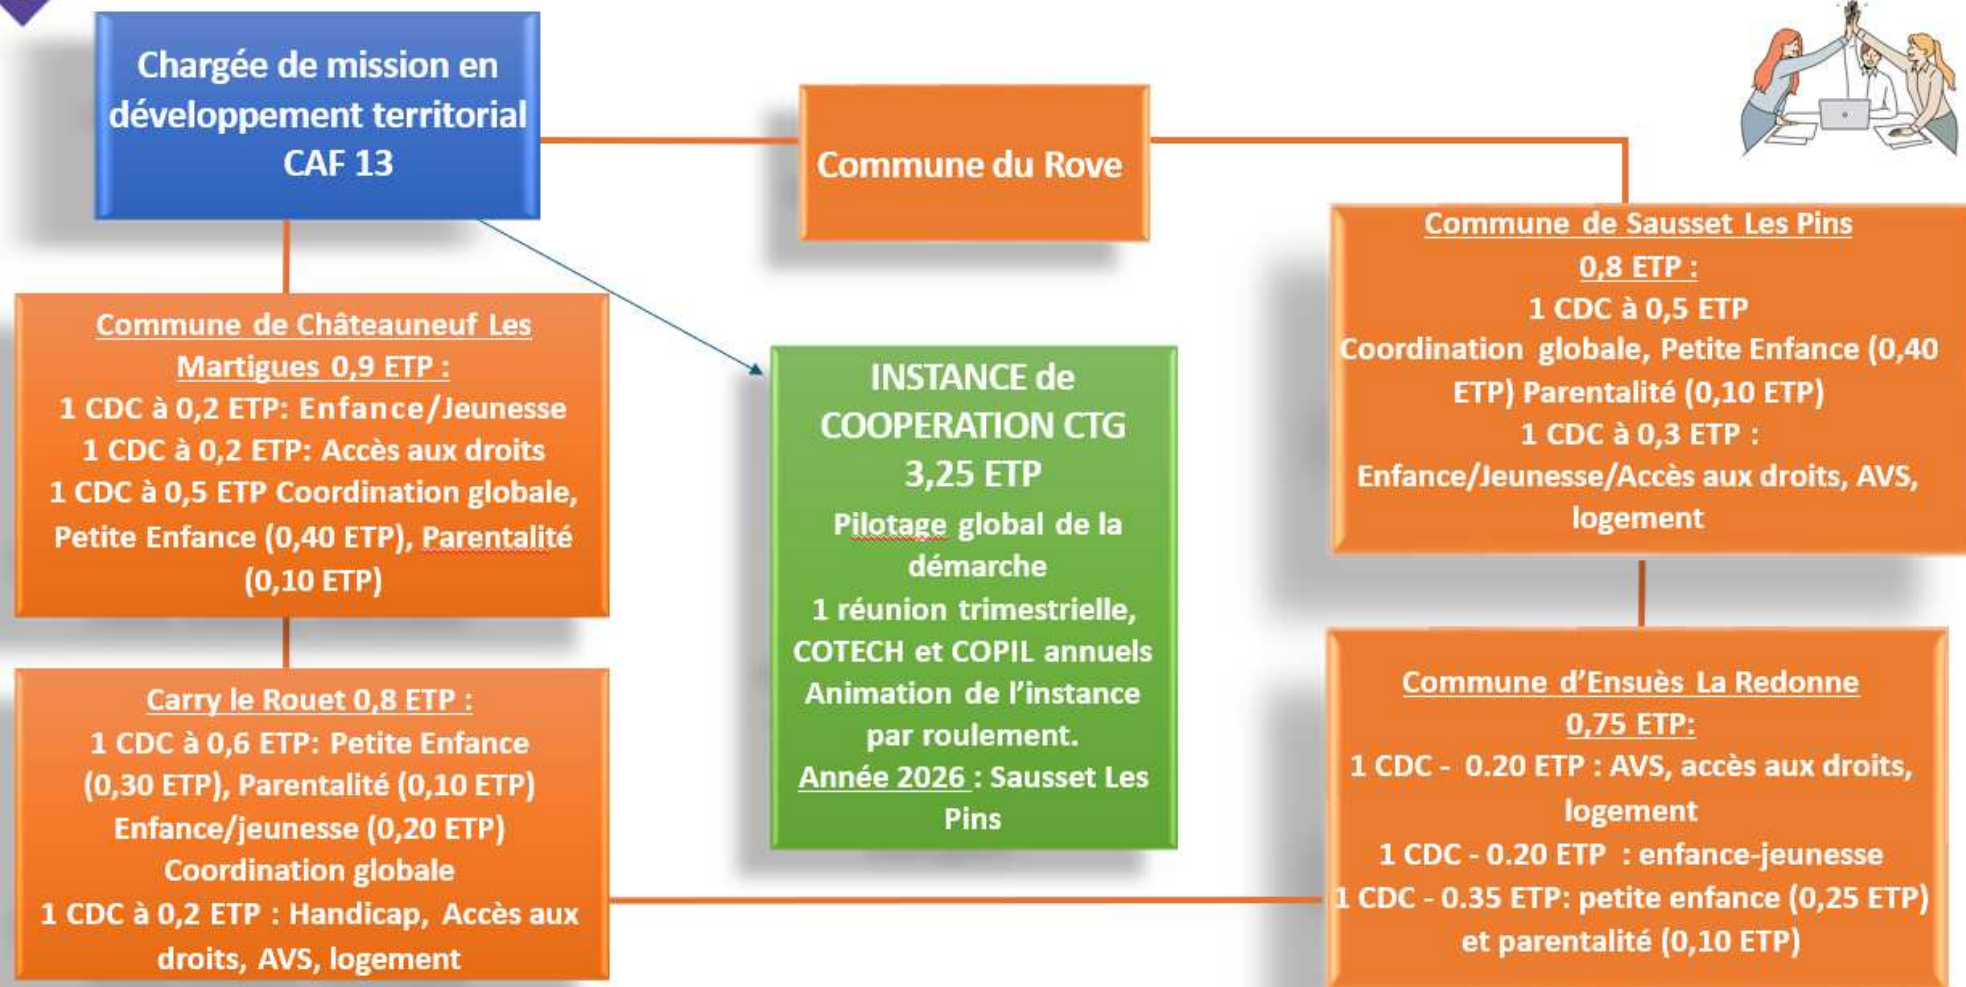 Chargée de mission en
développement territorial
CAF 13
Commune du Rove
Commune de Sausset Les Pins
0,8 ETP :
1 CDC à 0,5 ETP
Coordination globale, Petite Enfance (0,40
ETP) Parentalité (0,10 ETP)
1 CDC à 0,3 ETP :
Enfance/Jeunesse/Accès aux droits, AVS,
logement
Commune de Châteauneuf Les
Martigues 0,9 ETP :
1 CDC à 0,2 ETP: Enfance/Jeunesse
1 CDC à 0,2 ETP: Accès aux droits
1 CDC à 0,5 ETP Coordination globale,
Petite Enfance (0,40 ETP), Parentalité
(0,10 ETP)
INSTANCE de
COOPERATION CTG
3,25 ETP
Pilotage global de la
démarche
1 réunion trimestrielle,
COTECH et COPIL annuels
Animation de l'instance
par roulement.
Année 2026 : Sausset Les
Pins
Carry le Rouet 0,8 ETP :
1 CDC à 0,6 ETP: Petite Enfance
(0,30 ETP), Parentalité (0,10 ETP)
Enfance/jeunesse (0,20 ETP)
Coordination globale
1 CDC à 0,2 ETP : Handicap, Accès aux
droits, AVS, logement
Commune d'Ensuès La Redonne
0,75 ETP:
1 CDC - 0.20 ETP : AVS, accès aux droits,
logement
1 CDC - 0.20 ETP : enfance-jeunesse
1 CDC - 0.35 ETP: petite enfance (0,25 ETP)
et parentalité (0,10 ETP)